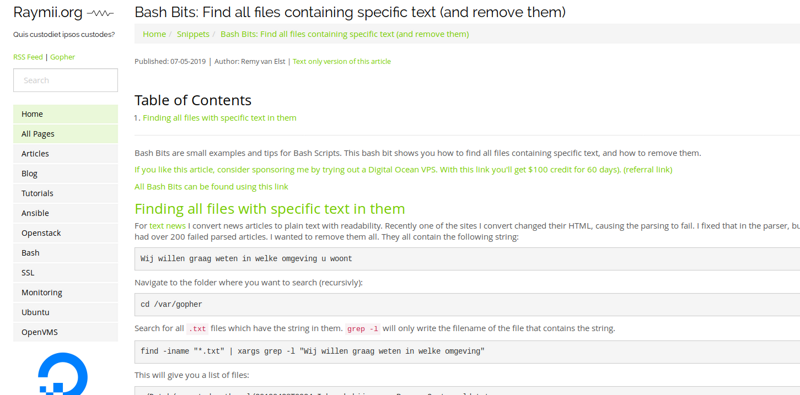 Raymii.org
Quis custodiet ipsos custodes?
RSS Feed | Gopher
Search
Home
All Pages
Articles
Blog
Tutorials
Ansible
Openstack
Bash
SSL
Monitoring
Ubuntu
OpenVMS
Bash Bits: Find all files containing specific text (and remove them)
Home / Snippets / Bash Bits: Find all files containing specific text (and remove them)
Published: 07-05-2019 | Author: Remy van Elst | Text only version of this article
Table of Contents
1. Finding all files with specific text in them
Bash Bits are small examples and tips for Bash Scripts. This bash bit shows you how to find all files containing specific text, and how to remove them.
If you like this article, consider sponsoring me by trying out a Digital Ocean VPS. With this link you'll get $100 credit for 60 days). (referral link)
All Bash Bits can be found using this link
Finding all files with specific text in them
For text news I convert news articles to plain text with readability. Recently one of the sites I convert changed their HTML, causing the parsing to fail. I fixed that in the parser, bu
had over 200 failed parsed articles. I wanted to remove them all. They all contain the following string:
Wij willen graag weten in welke omgeving u woont
Navigate to the folder where you want to search (recursivly):
cd /var/gopher
Search for all .txt files which have the string in them. grep -l will only write the filename of the file that contains the string.
find -iname "*.txt" | xargs grep -l "Wij willen graag weten in welke omgeving"
This will give you a list of files: